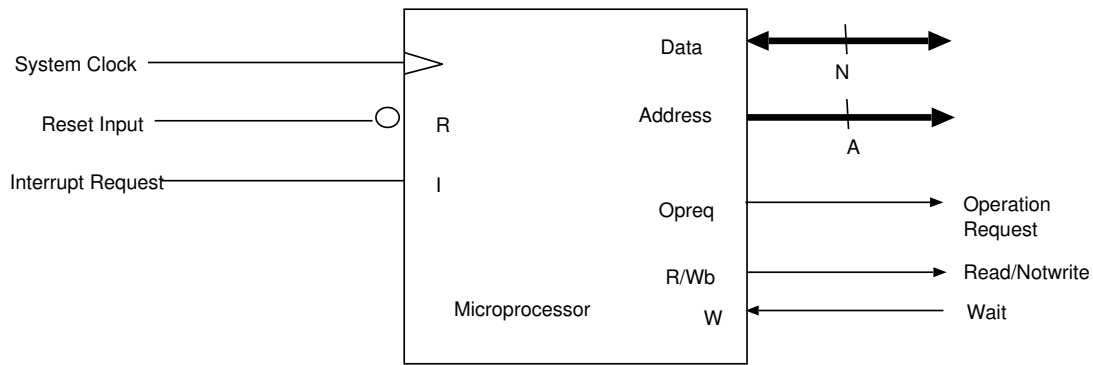 System Clock
Reset Input
Interrupt Request
R
I
Microprocessor
Data
N
Address
A
Opreq
Operation
Request
R/Wb
Read/Notwrite
W
Wait